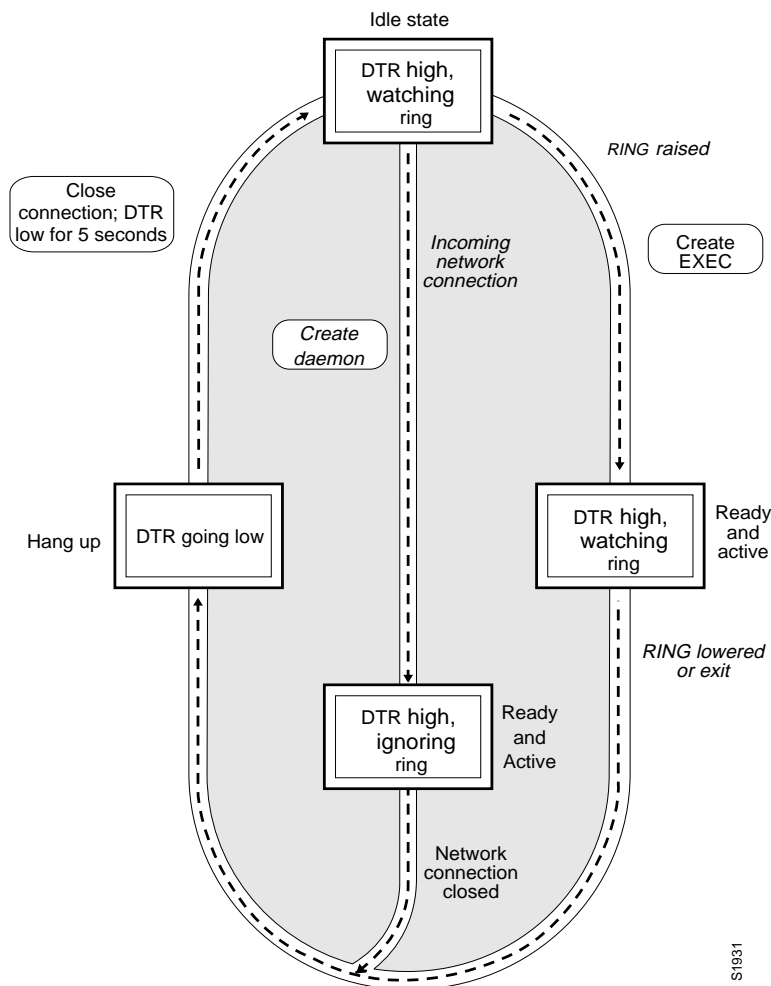 Idle state
DTR high,
watching
ring
RING raised
Close
connection; DTR
low for 5 seconds
Incoming
network
connection
Create
EXEC
Create
daemon
Hang up
DTR going low
DTR high,
watching
ring
Ready
and
active
RING lowered
or exit
DTR high,
ignoring
ring
Ready
and
Active
Network
connection
closed
S1931